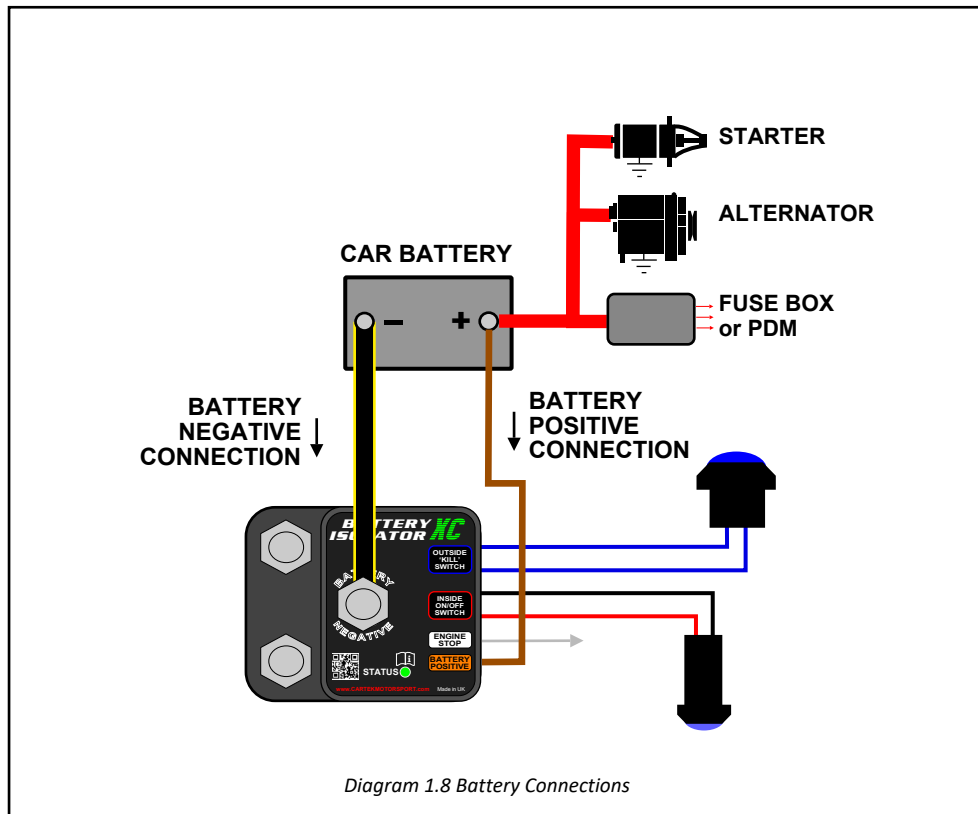 STARTER
ALTERNATOR
CAR BATTERY
− +
FUSE BOX
or PDM
BATTERY
NEGATIVE
CONNECTION
BATTERY
POSITIVE
CONNECTION
BATTERY
ISOLATOR XC
OUTSIDE
'KILL'
SWITCH
BATTERY
NEGATIVE
INSIDE
ON/OFF
SWITCH
ENGINE
STOP
BATTERY
POSITIVE
STATUS
i
www.CARTEKMOTORSPORT.com Made in UK
Diagram 1.8 Battery Connections